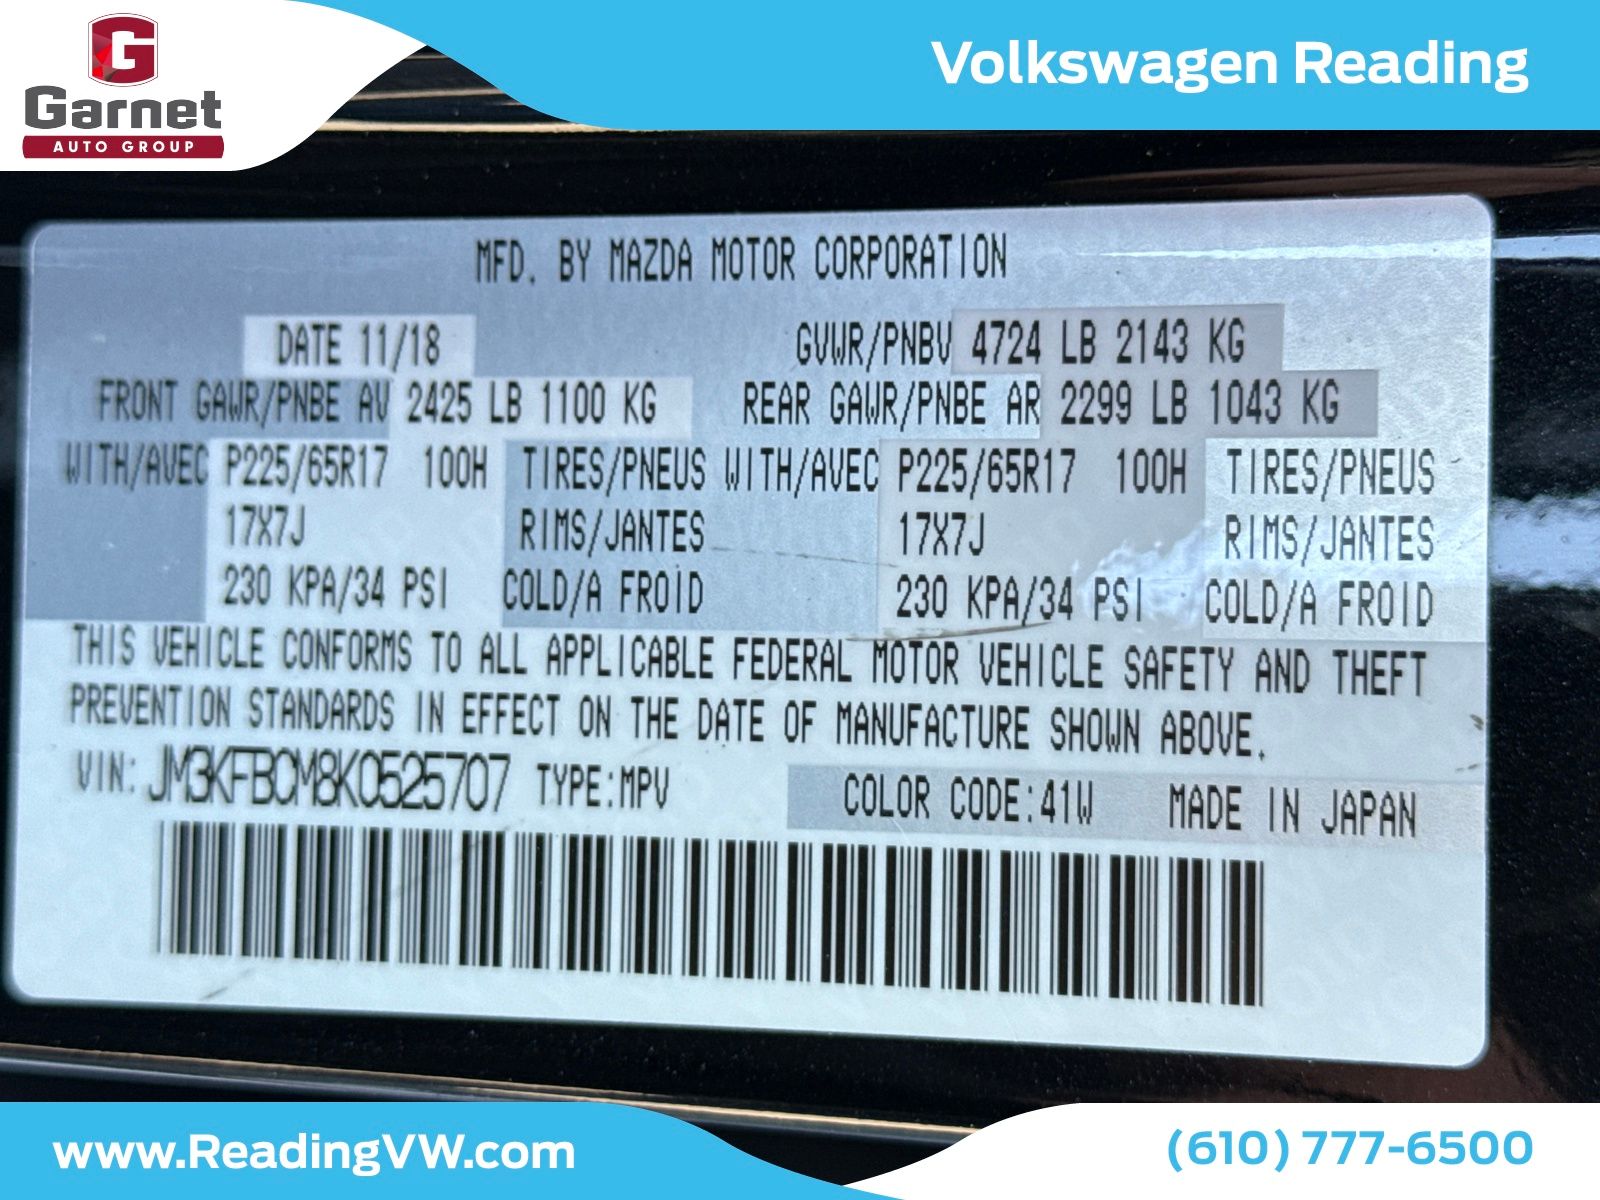 G
Garnet
AUTO GROUP
Volkswagen Reading
MFD. BY MAZDA MOTOR CORPORATION
DATE 11/18 GVWR/PNBV 4724 LB 2143 KG
FRONT GAWR/PNBE AV 2425 LB 1100 KG REAR GAWR/PNBE AR 2299 LB 1043 KG
WITH/AVEC P225/65R17 100H TIRES/PNEUS WITH/AVEC P225/65R17 100H TIRES/PNEUS
17X7J RIMS/JANTES 17X7J RIMS/JANTES
230 KPA/34 PSI COLD/A FROID 230 KPA/34 PSI COLD/A FROID
THIS VEHICLE CONFORMS TO ALL APPLICABLE FEDERAL MOTOR VEHICLE SAFETY AND THEFT
PREVENTION STANDARDS IN EFFECT ON THE DATE OF MANUFACTURE SHOWN ABOVE.
VIN: JM3KFBCM8K0525707 TYPE:MPV COLOR CODE:41W MADE IN JAPAN
www.ReadingVW.com (610) 777-6500